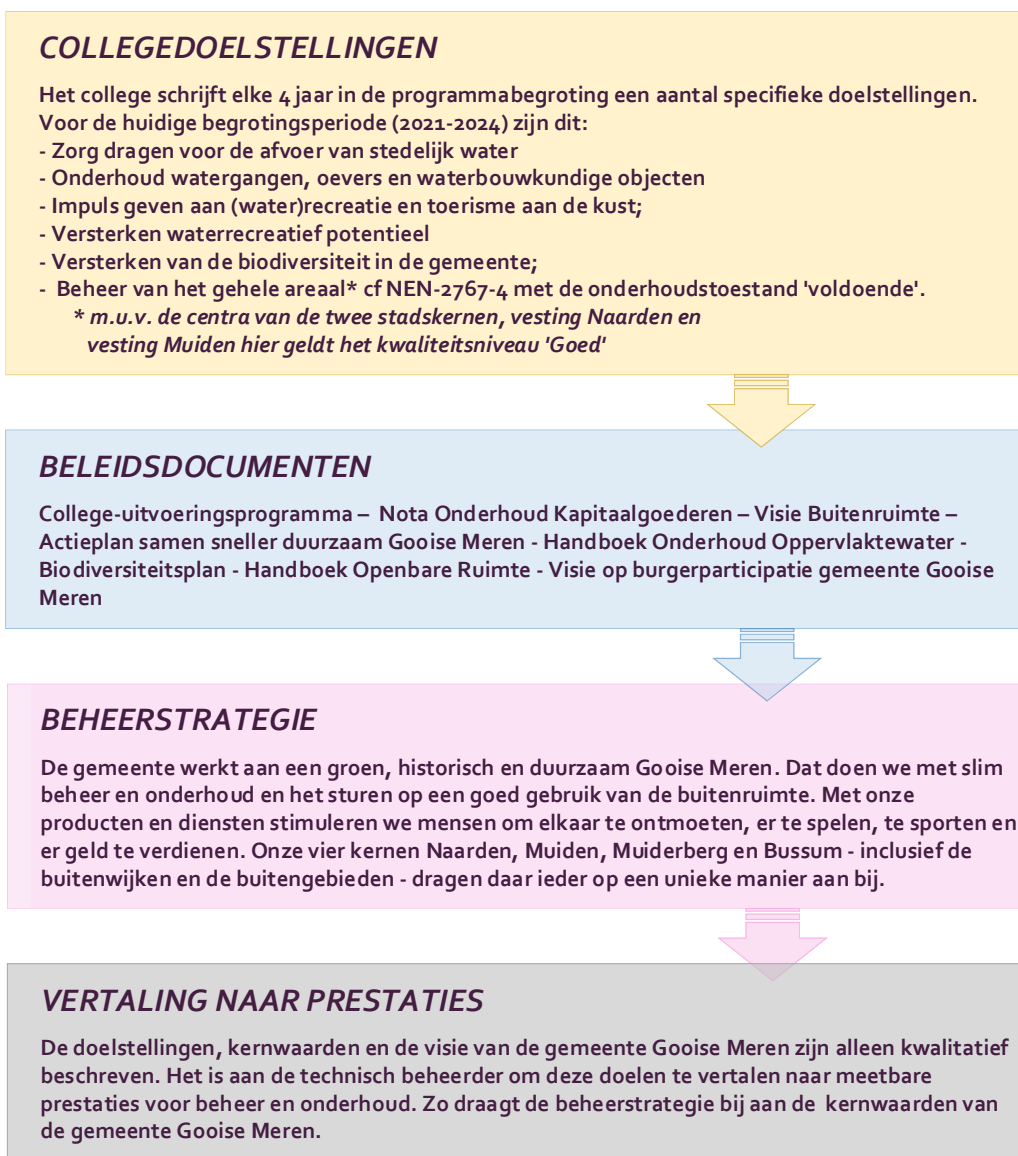 COLLEGEDOELSTELLINGEN
Het college schrijft elke 4 jaar in de programmabegroting een aantal specifieke doelstellingen.
Voor de huidige begrotingsperiode (2021-2024) zijn dit:
- Zorg dragen voor de afvoer van stedelijk water
- Onderhoud watergangen, oevers en waterbouwkundige objecten
- Impuls geven aan (water)recreatie en toerisme aan de kust;
- Versterken waterrecreatief potentieel
- Versterken van de biodiversiteit in de gemeente;
- Beheer van het gehele areaal* cf NEN-2767-4 met de onderhoudstoestand 'voldoende'.
* m.u.v. de centra van de twee stadskernen, vesting Naarden en
vesting Muiden hier geldt het kwaliteitsniveau 'Goed'
BELEIDSDOCUMENTEN
College-uitvoeringsprogramma – Nota Onderhoud Kapitaalgoederen – Visie Buitenruimte –
Actieplan samen sneller duurzaam Gooise Meren - Handboek Onderhoud Oppervlaktewater -
Biodiversiteitsplan - Handboek Openbare Ruimte - Visie op burgerparticipatie gemeente Gooise
Meren
BEHEERSTRATEGIE
De gemeente werkt aan een groen, historisch en duurzaam Gooise Meren. Dat doen we met slim
beheer en onderhoud en het sturen op een goed gebruik van de buitenruimte. Met onze
producten en diensten stimuleren we mensen om elkaar te ontmoeten, er te spelen, te sporten en
er geld te verdienen. Onze vier kernen Naarden, Muiden, Muiderberg en Bussum - inclusief de
buitenwijken en de buitengebieden - dragen daar ieder op een unieke manier aan bij.
VERTALING NAAR PRESTATIES
De doelstellingen, kernwaarden en de visie van de gemeente Gooise Meren zijn alleen kwalitatief
beschreven. Het is aan de technisch beheerder om deze doelen te vertalen naar meetbare
prestaties voor beheer en onderhoud. Zo draagt de beheerstrategie bij aan de kernwaarden van
de gemeente Gooise Meren.